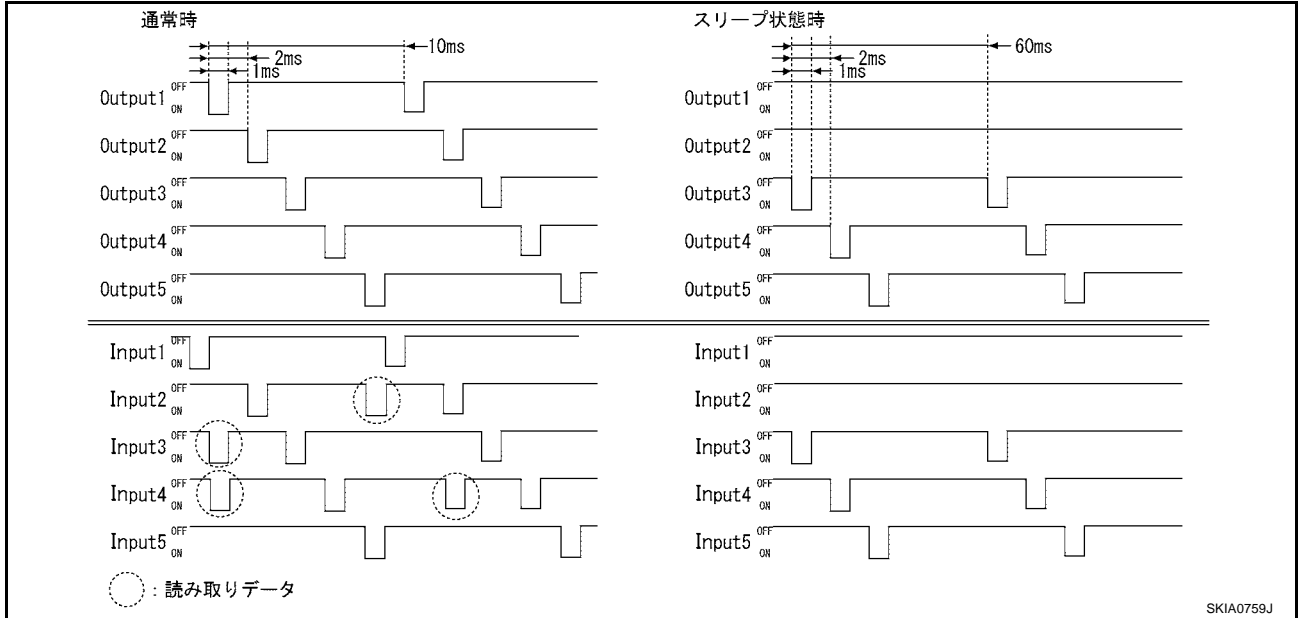 通常時
10ms
2ms
1ms
Output1 OFF ON
Output2 OFF ON
Output3 OFF ON
Output4 OFF ON
Output5 OFF ON
Input1 OFF ON
Input2 OFF ON
Input3 OFF ON
Input4 OFF ON
Input5 OFF ON
:読み取りデータ
スリープ状態時
60ms
2ms
1ms
Output1 OFF ON
Output2 OFF ON
Output3 OFF ON
Output4 OFF ON
Output5 OFF ON
Input1 OFF ON
Input2 OFF ON
Input3 OFF ON
Input4 OFF ON
Input5 OFF ON
SKIA0759J